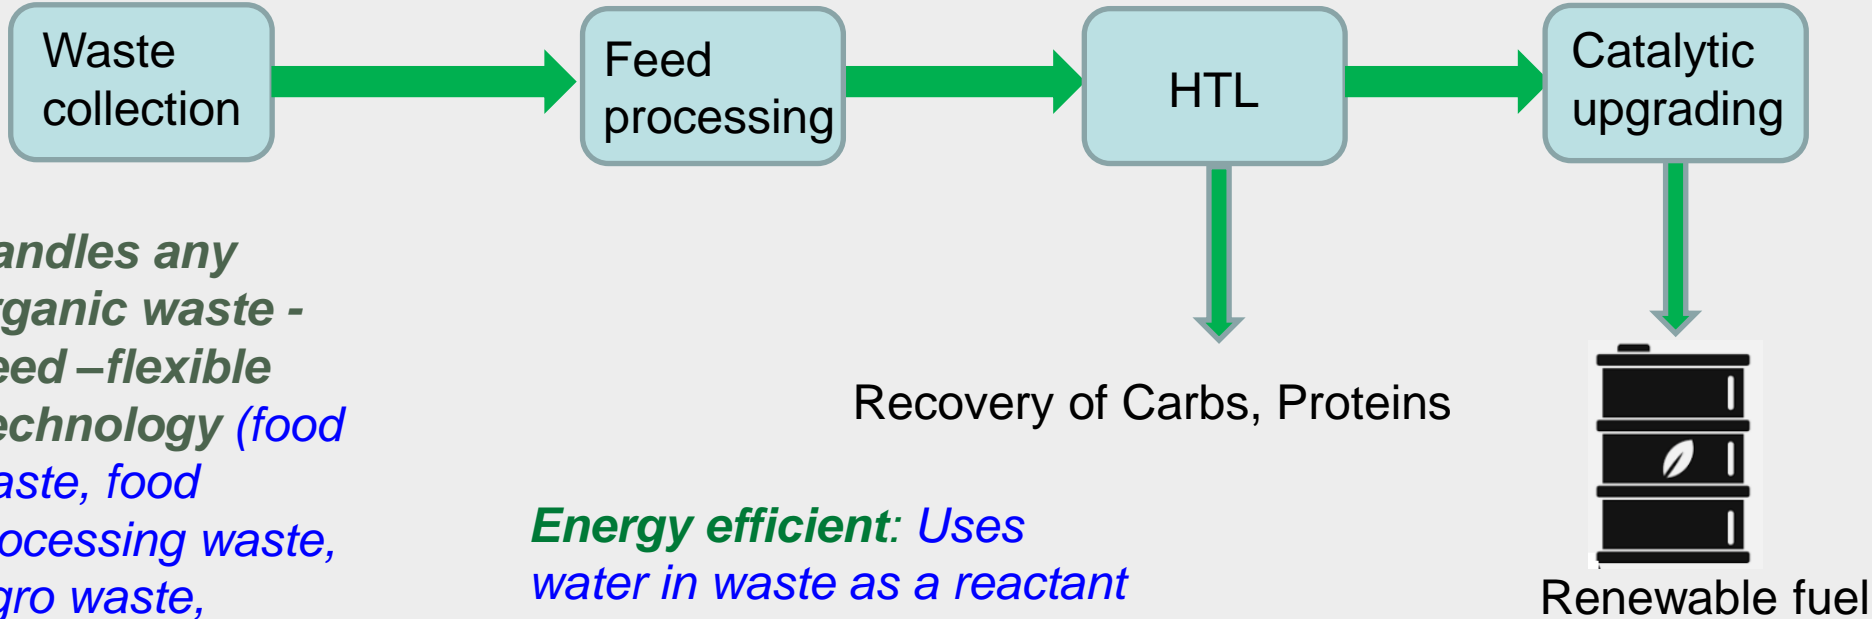 Waste
collection
Feed
processing
HTL
Catalytic
upgrading
andles any
rganic waste -
eed –flexible
echnology (food
aste, food
ocessing waste,
gro waste,
Recovery of Carbs, Proteins
Energy efficient: Uses
water in waste as a reactant
Renewable fuel